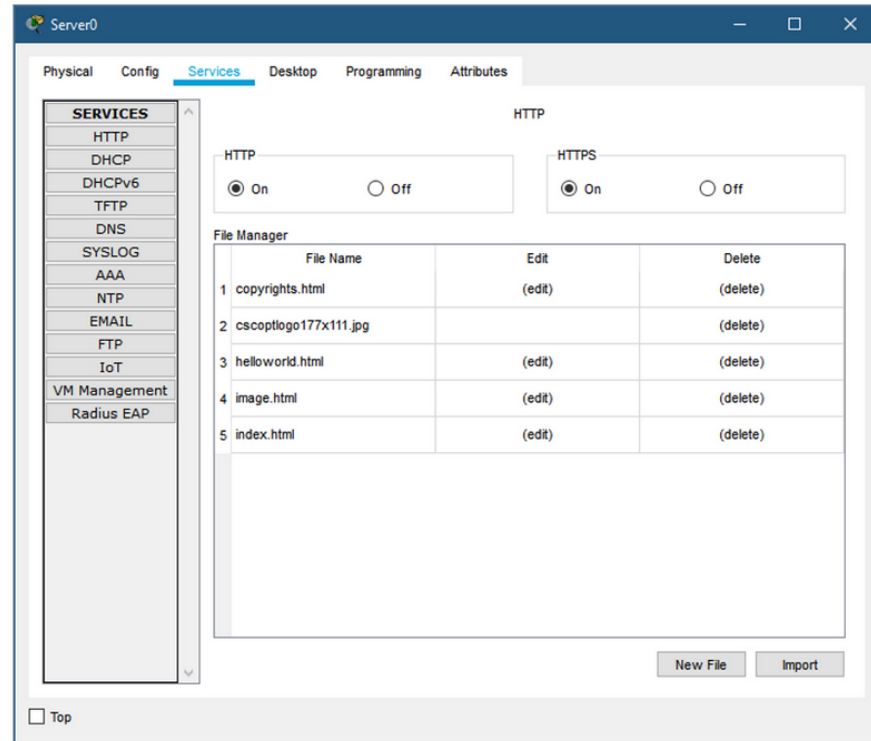 Server0
Physical Config Services Desktop Programming Attributes
SERVICES
HTTP
DHCP
DHCPv6
TFTP
DNS
SYSLOG
AAA
NTP
EMAIL
FTP
IoT
VM Management
Radius EAP
HTTP
HTTP
On Off
HTTPS
On Off
File Manager
File Name Edit Delete
1 copyrights.html (edit) (delete)
2 cscoptlogo177x111.jpg (delete)
3 helloworld.html (edit) (delete)
4 image.html (edit) (delete)
5 index.html (edit) (delete)
New File Import
Top